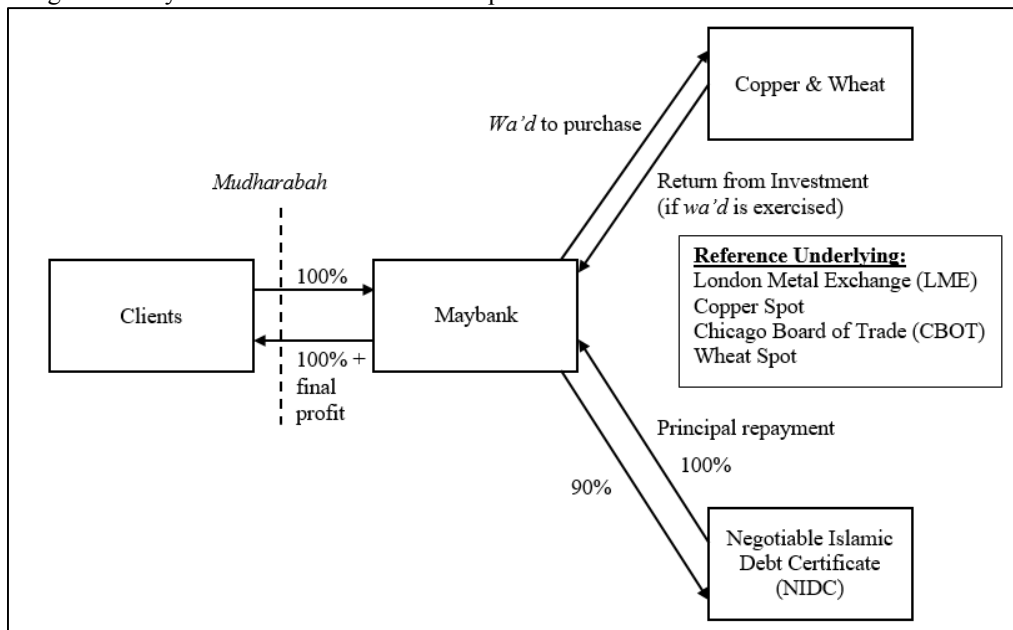 Copper & Wheat
Wa'd to purchase
Mudharabah
Return from Investment
(if wa'd is exercised)
Reference Underlying:
London Metal Exchange (LME)
Copper Spot
Chicago Board of Trade (CBOT)
Wheat Spot
100%
Clients
Maybank
100% +
final
profit
Principal repayment
100%
90%
Negotiable Islamic
Debt Certificate
(NIDC)